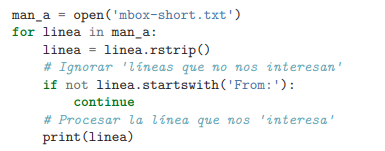 man_a = open('mbox-short.txt')
for linea in man_a:
    linea = linea.rstrip()
    # Ignorar 'líneas que no nos interesan'
    if not linea.startswith('From:'):
        continue
    # Procesar la línea que nos 'interesa'
    print(linea)